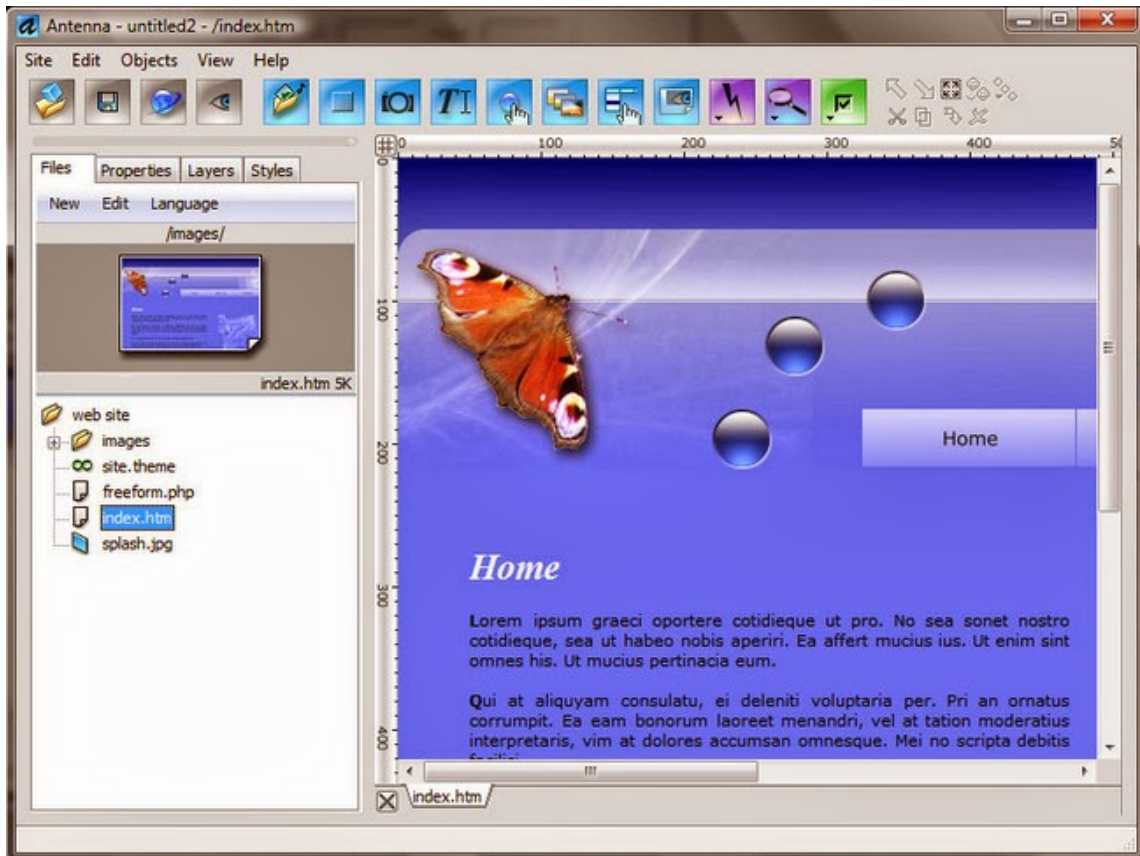 Antenna - untitled2 - /index.htm
Site Edit Objects View Help
Files Properties Layers Styles
New Edit Language
/images/
index.htm 5K
web site
images
site.theme
freeform.php
index.htm
splash.jpg
0 100 200 300 400
0
100
200
300
400
Home
Home
Lorem ipsum graeci oportere cotidieque ut pro. No sea sonet nostro
cotidieque, sea ut habeo nobis aperiri. Ea affert mucius ius. Ut enim sint
omnes his. Ut mucius pertinacia eum.
Qui at aliquyam consulatu, ei deleniti voluptaria per. Pri an ornatus
corrumpit. Ea eam bonorum laoreet menandri, vel at tation moderatius
interpretaris, vim at dolores accumsan omnesque. Mei no scripta debitis
index.htm